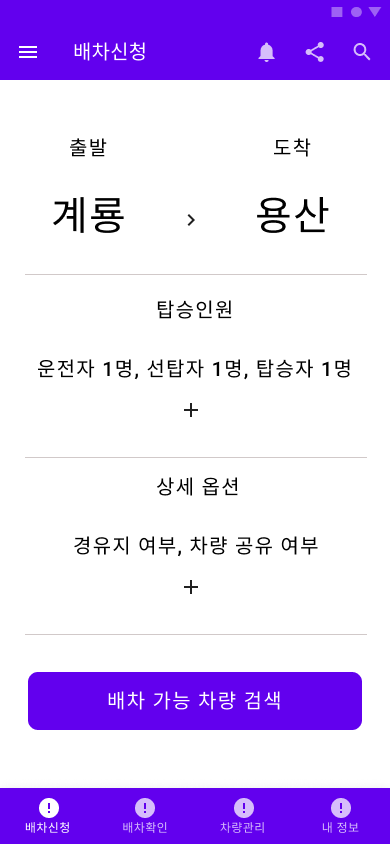 배차신청
출발 도착
계룡 용산
탑승인원
운전자 1명, 선탑자 1명, 탑승자 1명
상세 옵션
경유지 여부, 차량 공유 여부
배차 가능 차량 검색
배차신청 배차확인 차량관리 내 정보